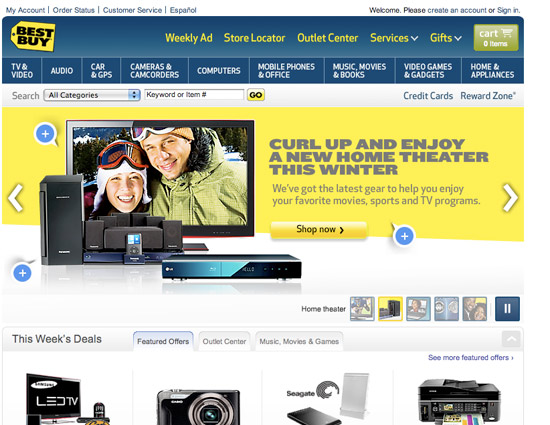 My Account | Order Status | Customer Service | Español
Welcome. Please create an account or Sign in.
BEST BUY
Weekly Ad Store Locator Outlet Center Services Gifts
cart
0 items
TV & VIDEO
AUDIO
CAR & GPS
CAMERAS & CAMCORDERS
COMPUTERS
MOBILE PHONES & OFFICE
MUSIC, MOVIES & BOOKS
VIDEO GAMES & GADGETS
HOME & APPLIANCES
Search All Categories Keyword or Item # GO
Credit Cards Reward Zone®
CURL UP AND ENJOY
A NEW HOME THEATER
THIS WINTER
We've got the latest gear to help you enjoy
your favorite movies, sports and TV programs.
Shop now ›
LG
HELLO
Home theater
This Week's Deals
Featured Offers Outlet Center Music, Movies & Games
See more featured offers ›
SAMSUNG
LED TV
CASIO
Seagate